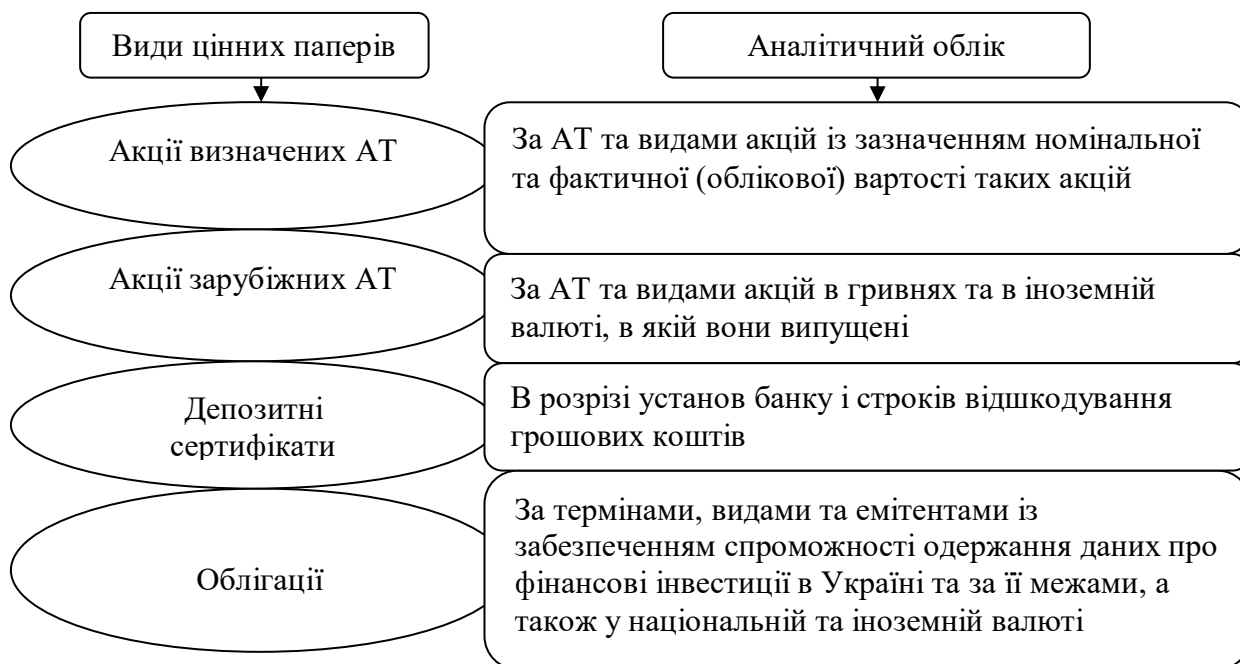 Види цінних паперів
Аналітичний облік
Акції визначених АТ
За АТ та видами акцій із зазначенням номінальної
та фактичної (облікової) вартості таких акцій
Акції зарубіжних АТ
За АТ та видами акцій в гривнях та в іноземній
валюті, в якій вони випущені
Депозитні
сертифікати
В розрізі установ банку і строків відшкодування
грошових коштів
Облігації
За термінами, видами та емітентами із
забезпеченням спроможності одержання даних про
фінансові інвестиції в Україні та за її межами, а
також у національній та іноземній валюті